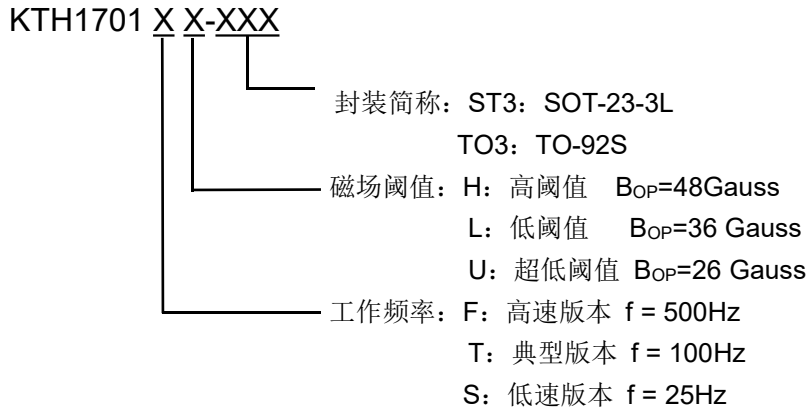 KTH1701 X X-XXX
封装简称：ST3：SOT-23-3L
TO3：TO-92S
磁场阈值：H：高阈值 BOP=48Gauss
L：低阈值 BOP=36 Gauss
U：超低阈值 BOP=26 Gauss
工作频率：F：高速版本 f = 500Hz
T：典型版本 f = 100Hz
S：低速版本 f = 25Hz